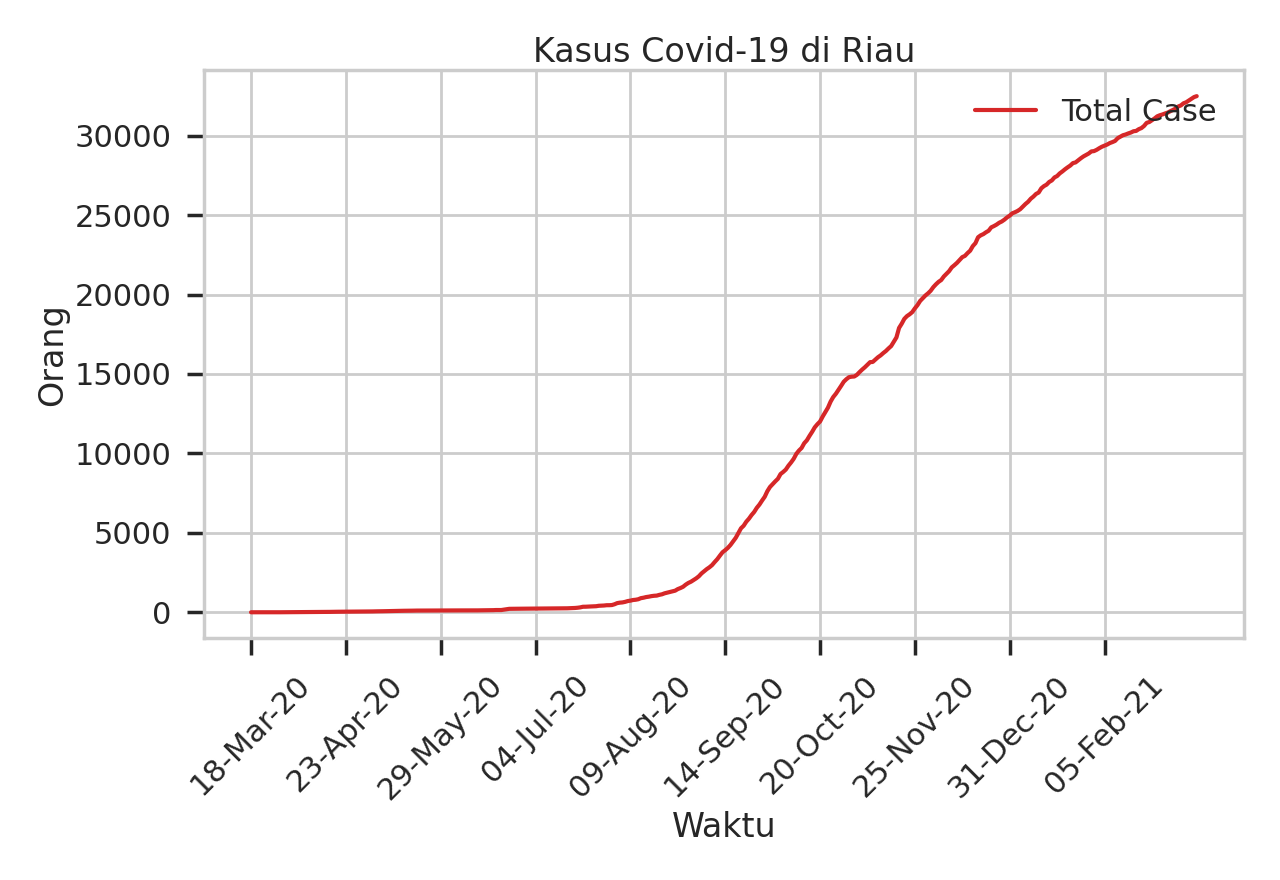 Kasus Covid-19 di Riau
Total Case
Orang
30000
25000
20000
15000
10000
5000
0
18-Mar-20
23-Apr-20
29-May-20
04-Jul-20
09-Aug-20
14-Sep-20
20-Oct-20
25-Nov-20
31-Dec-20
05-Feb-21
Waktu